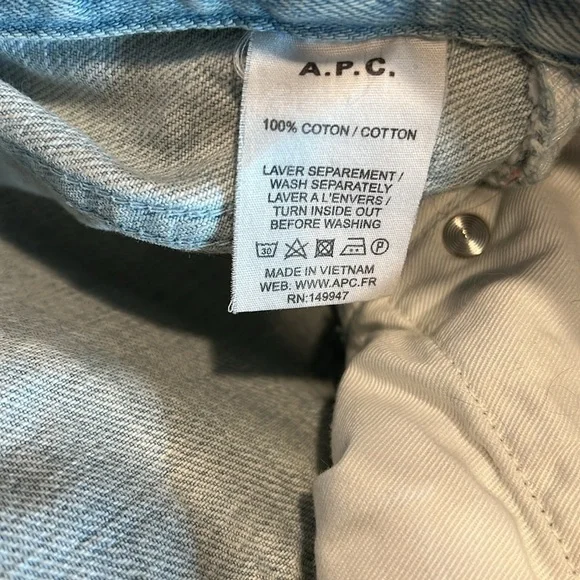 A.P.C.
100% COTON / COTTON
LAVER SEPAREMENT /
WASH SEPARATELY
LAVER A L'ENVERS /
TURN INSIDE OUT
BEFORE WASHING
30 P
MADE IN VIETNAM
WEB: WWW.APC.FR
RN:149947